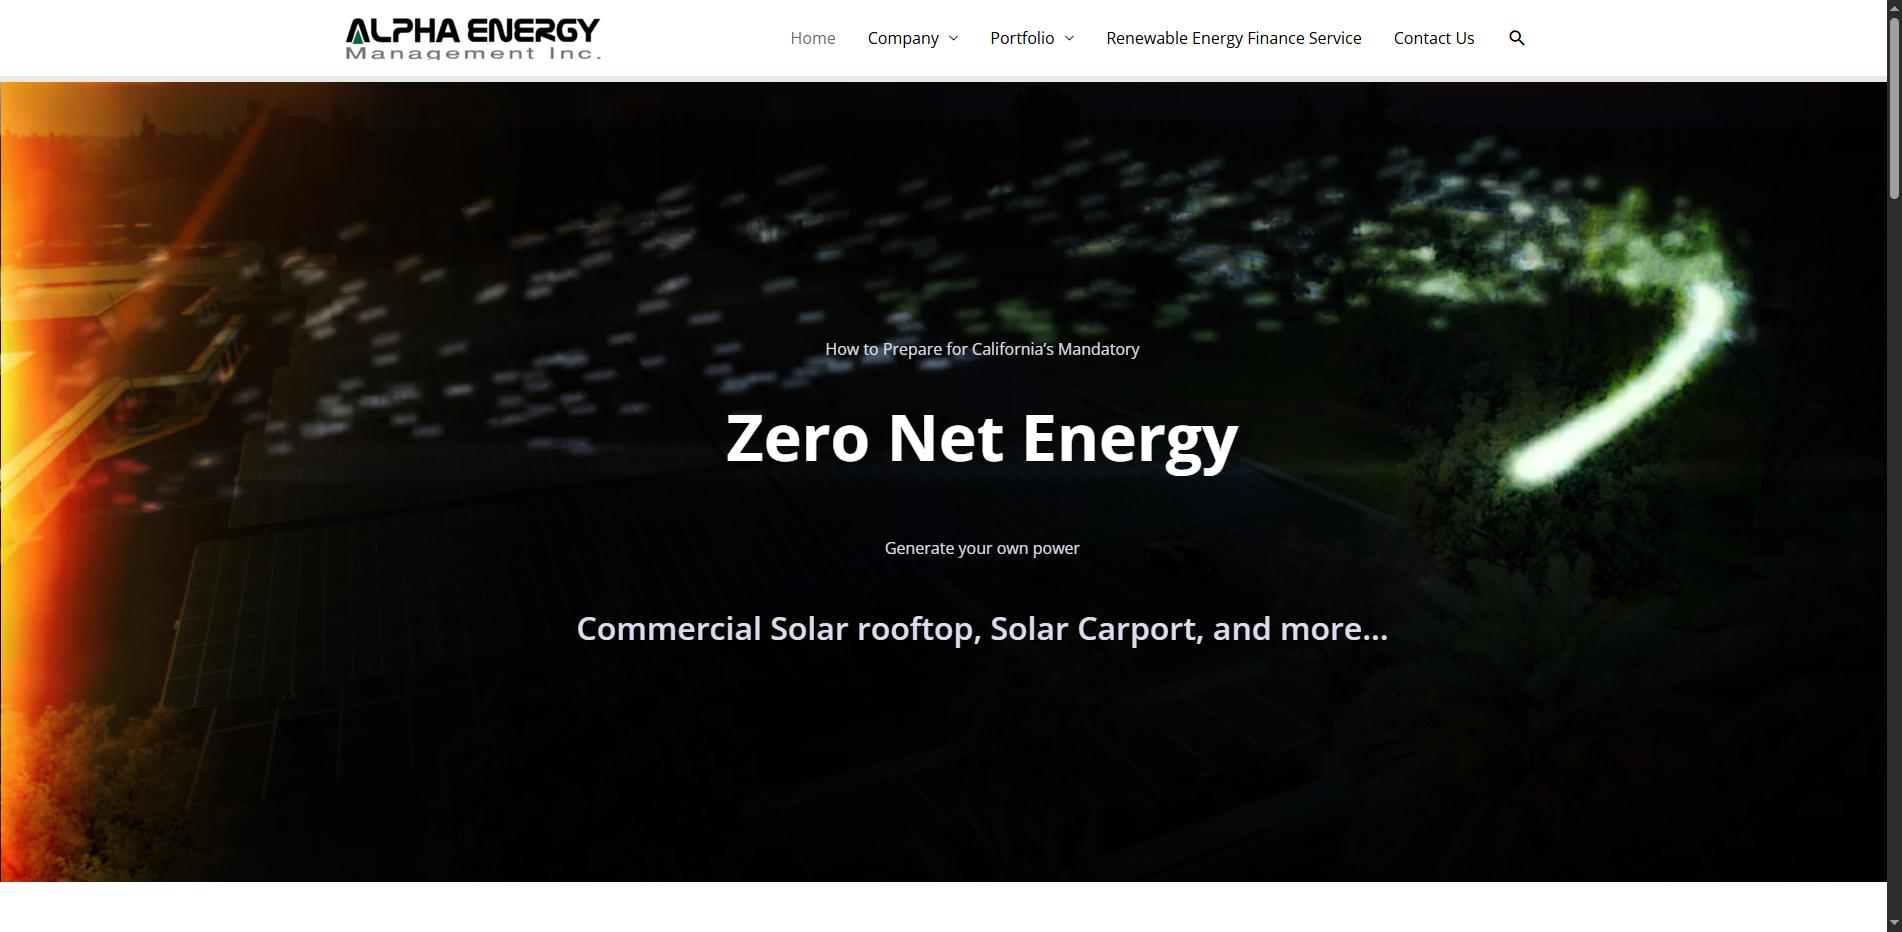 ALPHA ENERGY
Management Inc.
Home Company Portfolio Renewable Energy Finance Service Contact Us
How to Prepare for California’s Mandatory
Zero Net Energy
Generate your own power
Commercial Solar rooftop, Solar Carport, and more...